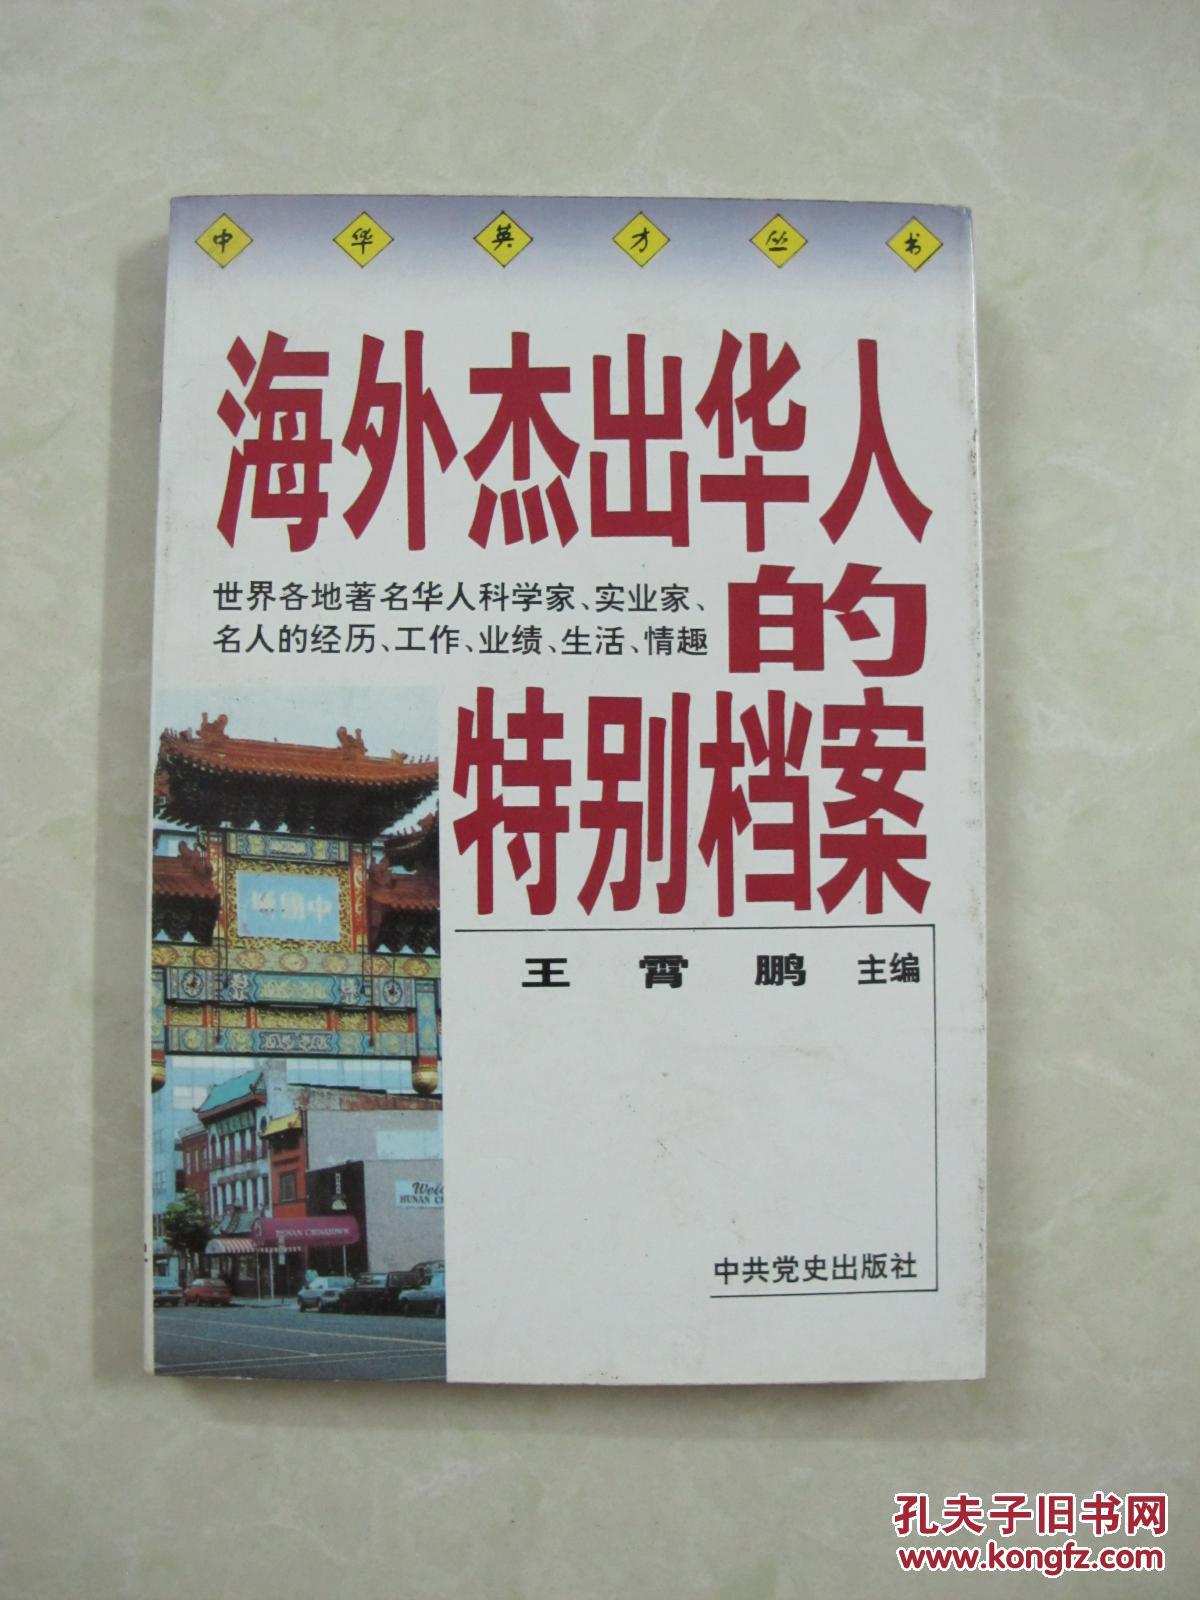 中华英才丛书
海外杰出华人
世界各地著名华人科学家、实业家、
名人的经历、工作、业绩、生活、情趣
的
特别档案
王霄鹏 主编
HUNAN CHINATOWN
中共党史出版社
孔夫子旧书网
www.kongfz.com